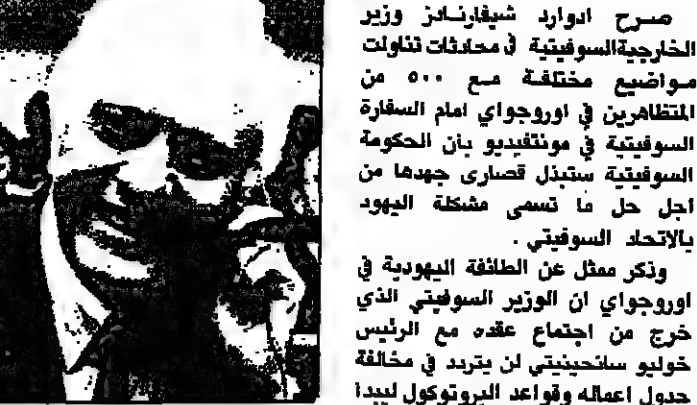 صرح ادوارد شيفارنادز وزير
الخارجية السوفيتية في محادثات تناولت
مواضيع مختلفة مع ٥٠٠ من
المتظاهرين في اوروجواي امام السفارة
السوفيتية في مونتفيديو بأن الحكومة
السوفيتية ستبذل قصارى جهدها من
أجل حل ما تسمى مشكلة اليهود
بالاتحاد السوفيتي .
وذكر ممثل عن الطائفة اليهودية في
اوروجواي ان الوزير السوفيتي الذي
خرج من اجتماع عقده مع الرئيس
خوليو سانحينيتي لن يتردد في مخالفة
جدول اعماله وقواعد البروتوكول ليبدأ